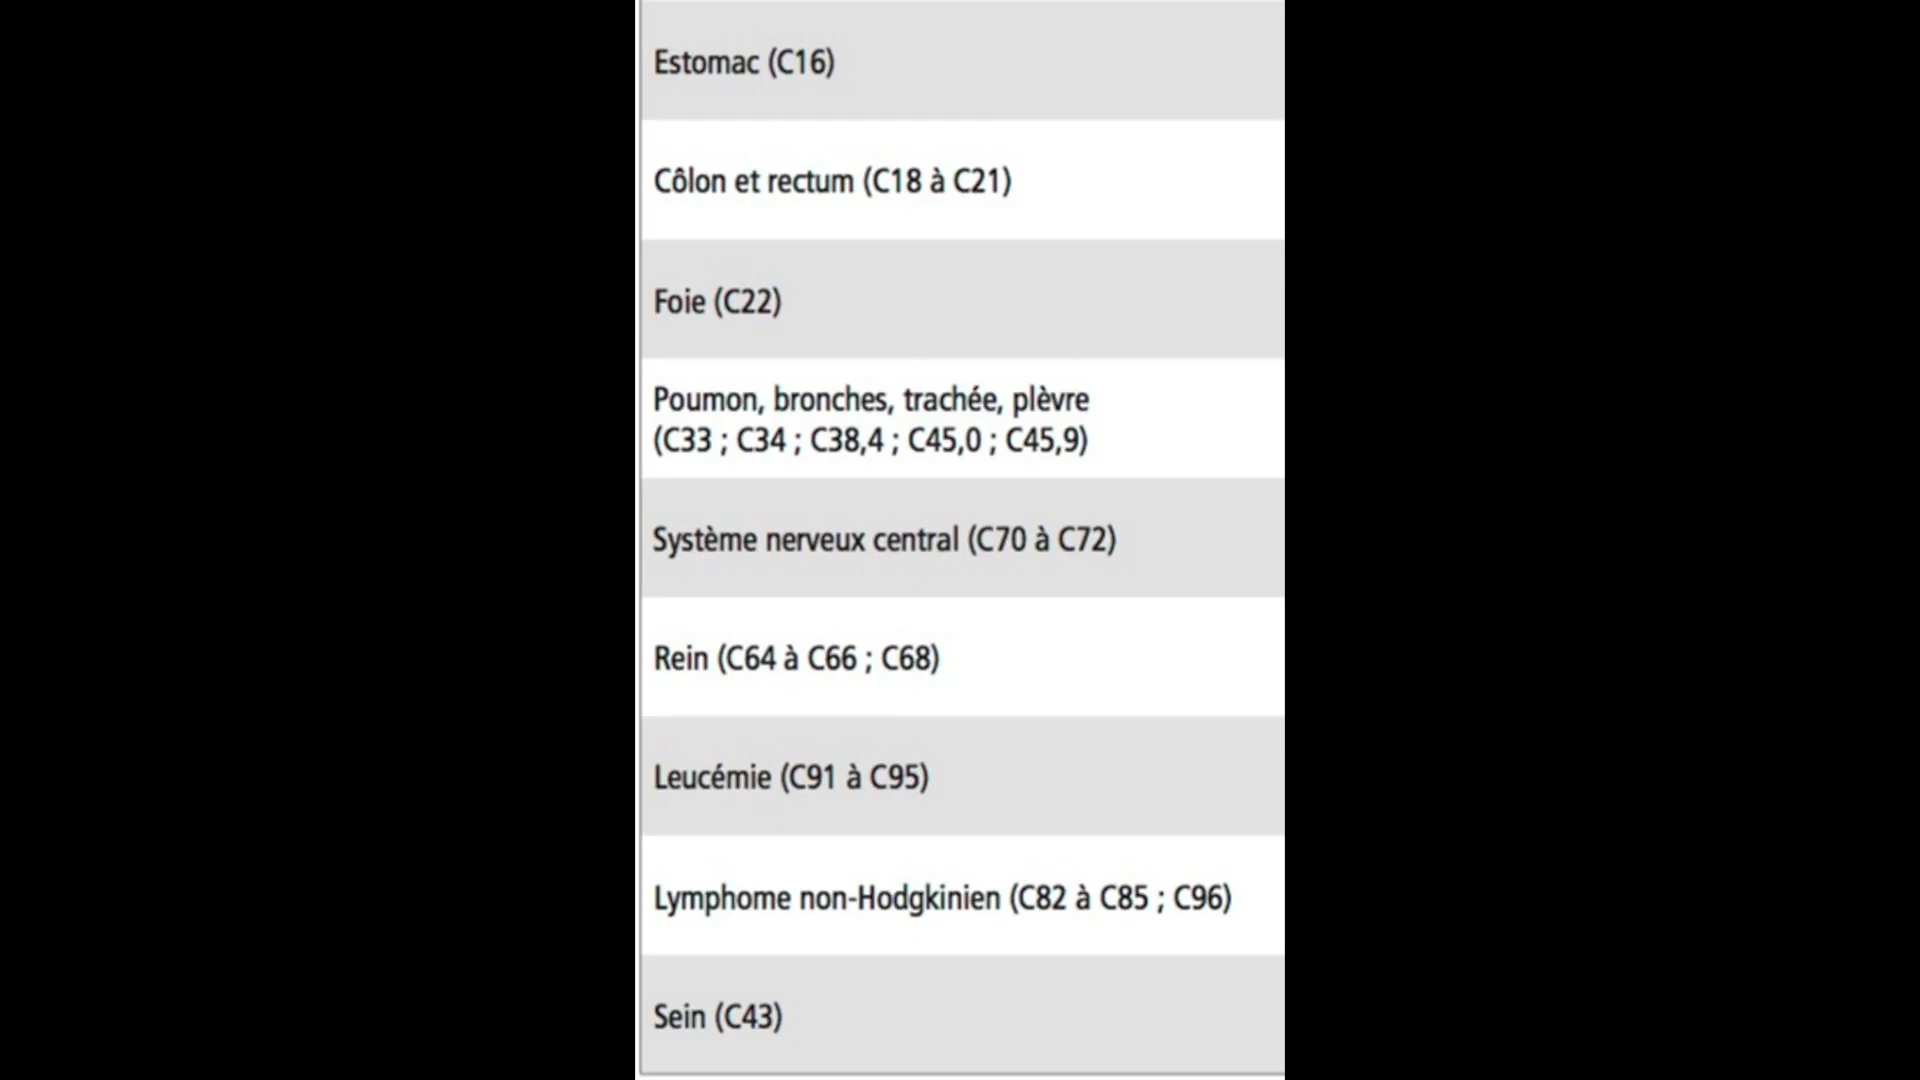 Estomac (C16)
Côlon et rectum (C18 à C21)
Foie (C22)
Poumon, bronches, trachée, plèvre
(C33 ; C34 ; C38,4 ; C45,0 ; C45,9)
Système nerveux central (C70 à C72)
Rein (C64 à C66 ; C68)
Leucémie (C91 à C95)
Lymphome non-Hodgkinien (C82 à C85 ; C96)
Sein (C43)